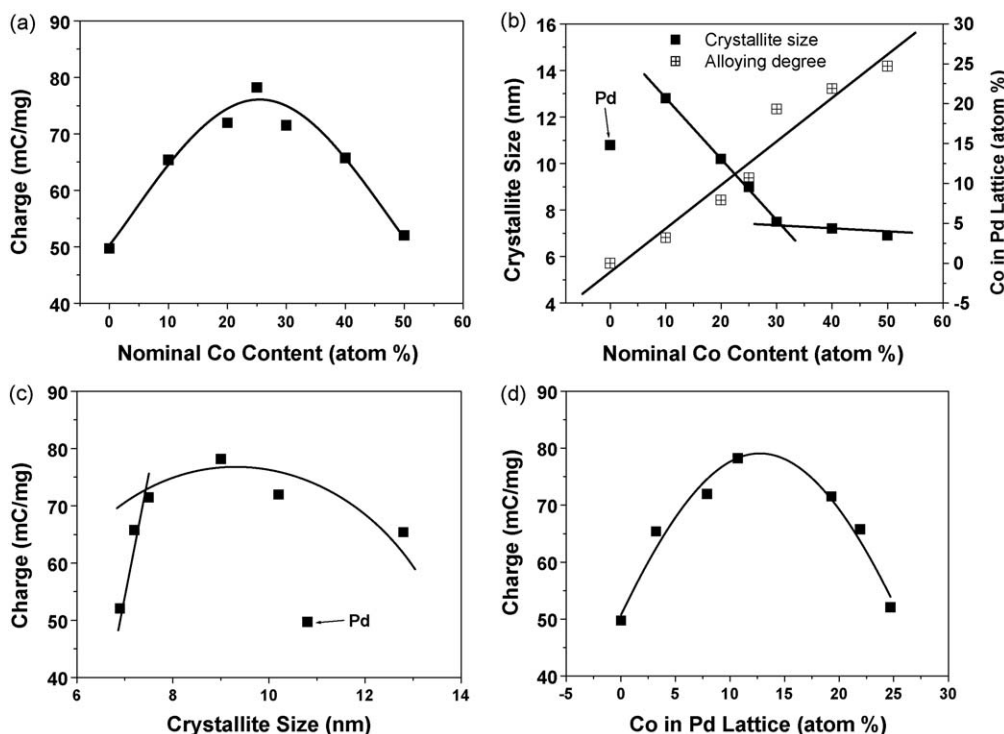 (a)
90
80
70
60
50
40
Charge (mC/mg)
0 10 20 30 40 50 60
Nominal Co Content (atom %)
(b)
16
14
12
10
8
6
4
Crystallite Size (nm)
Crystallite size
Alloying degree
Pd
30
25
20
15
10
5
0
-5
Co in Pd Lattice (atom %)
0 10 20 30 40 50 60
Nominal Co Content (atom %)
(c)
90
80
70
60
50
40
Charge (mC/mg)
Pd
6 8 10 12 14
Crystallite Size (nm)
(d)
90
80
70
60
50
40
Charge (mC/mg)
-5 0 5 10 15 20 25 30
Co in Pd Lattice (atom %)